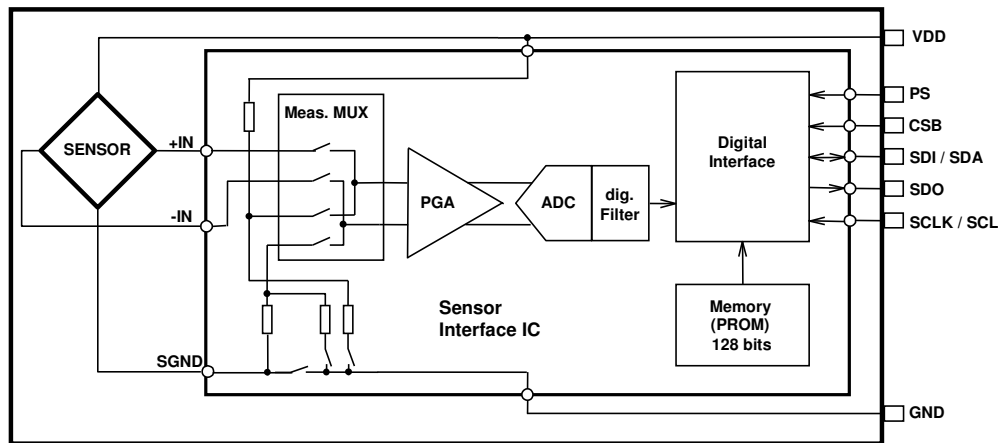 VDD
PS
Meas. MUX
CSB
+IN
SENSOR
Digital
Interface
SDI / SDA
PGA
ADC
dig.
Filter
SDO
-IN
SCLK / SCL
Sensor
Interface IC
Memory
(PROM)
128 bits
SGND
GND